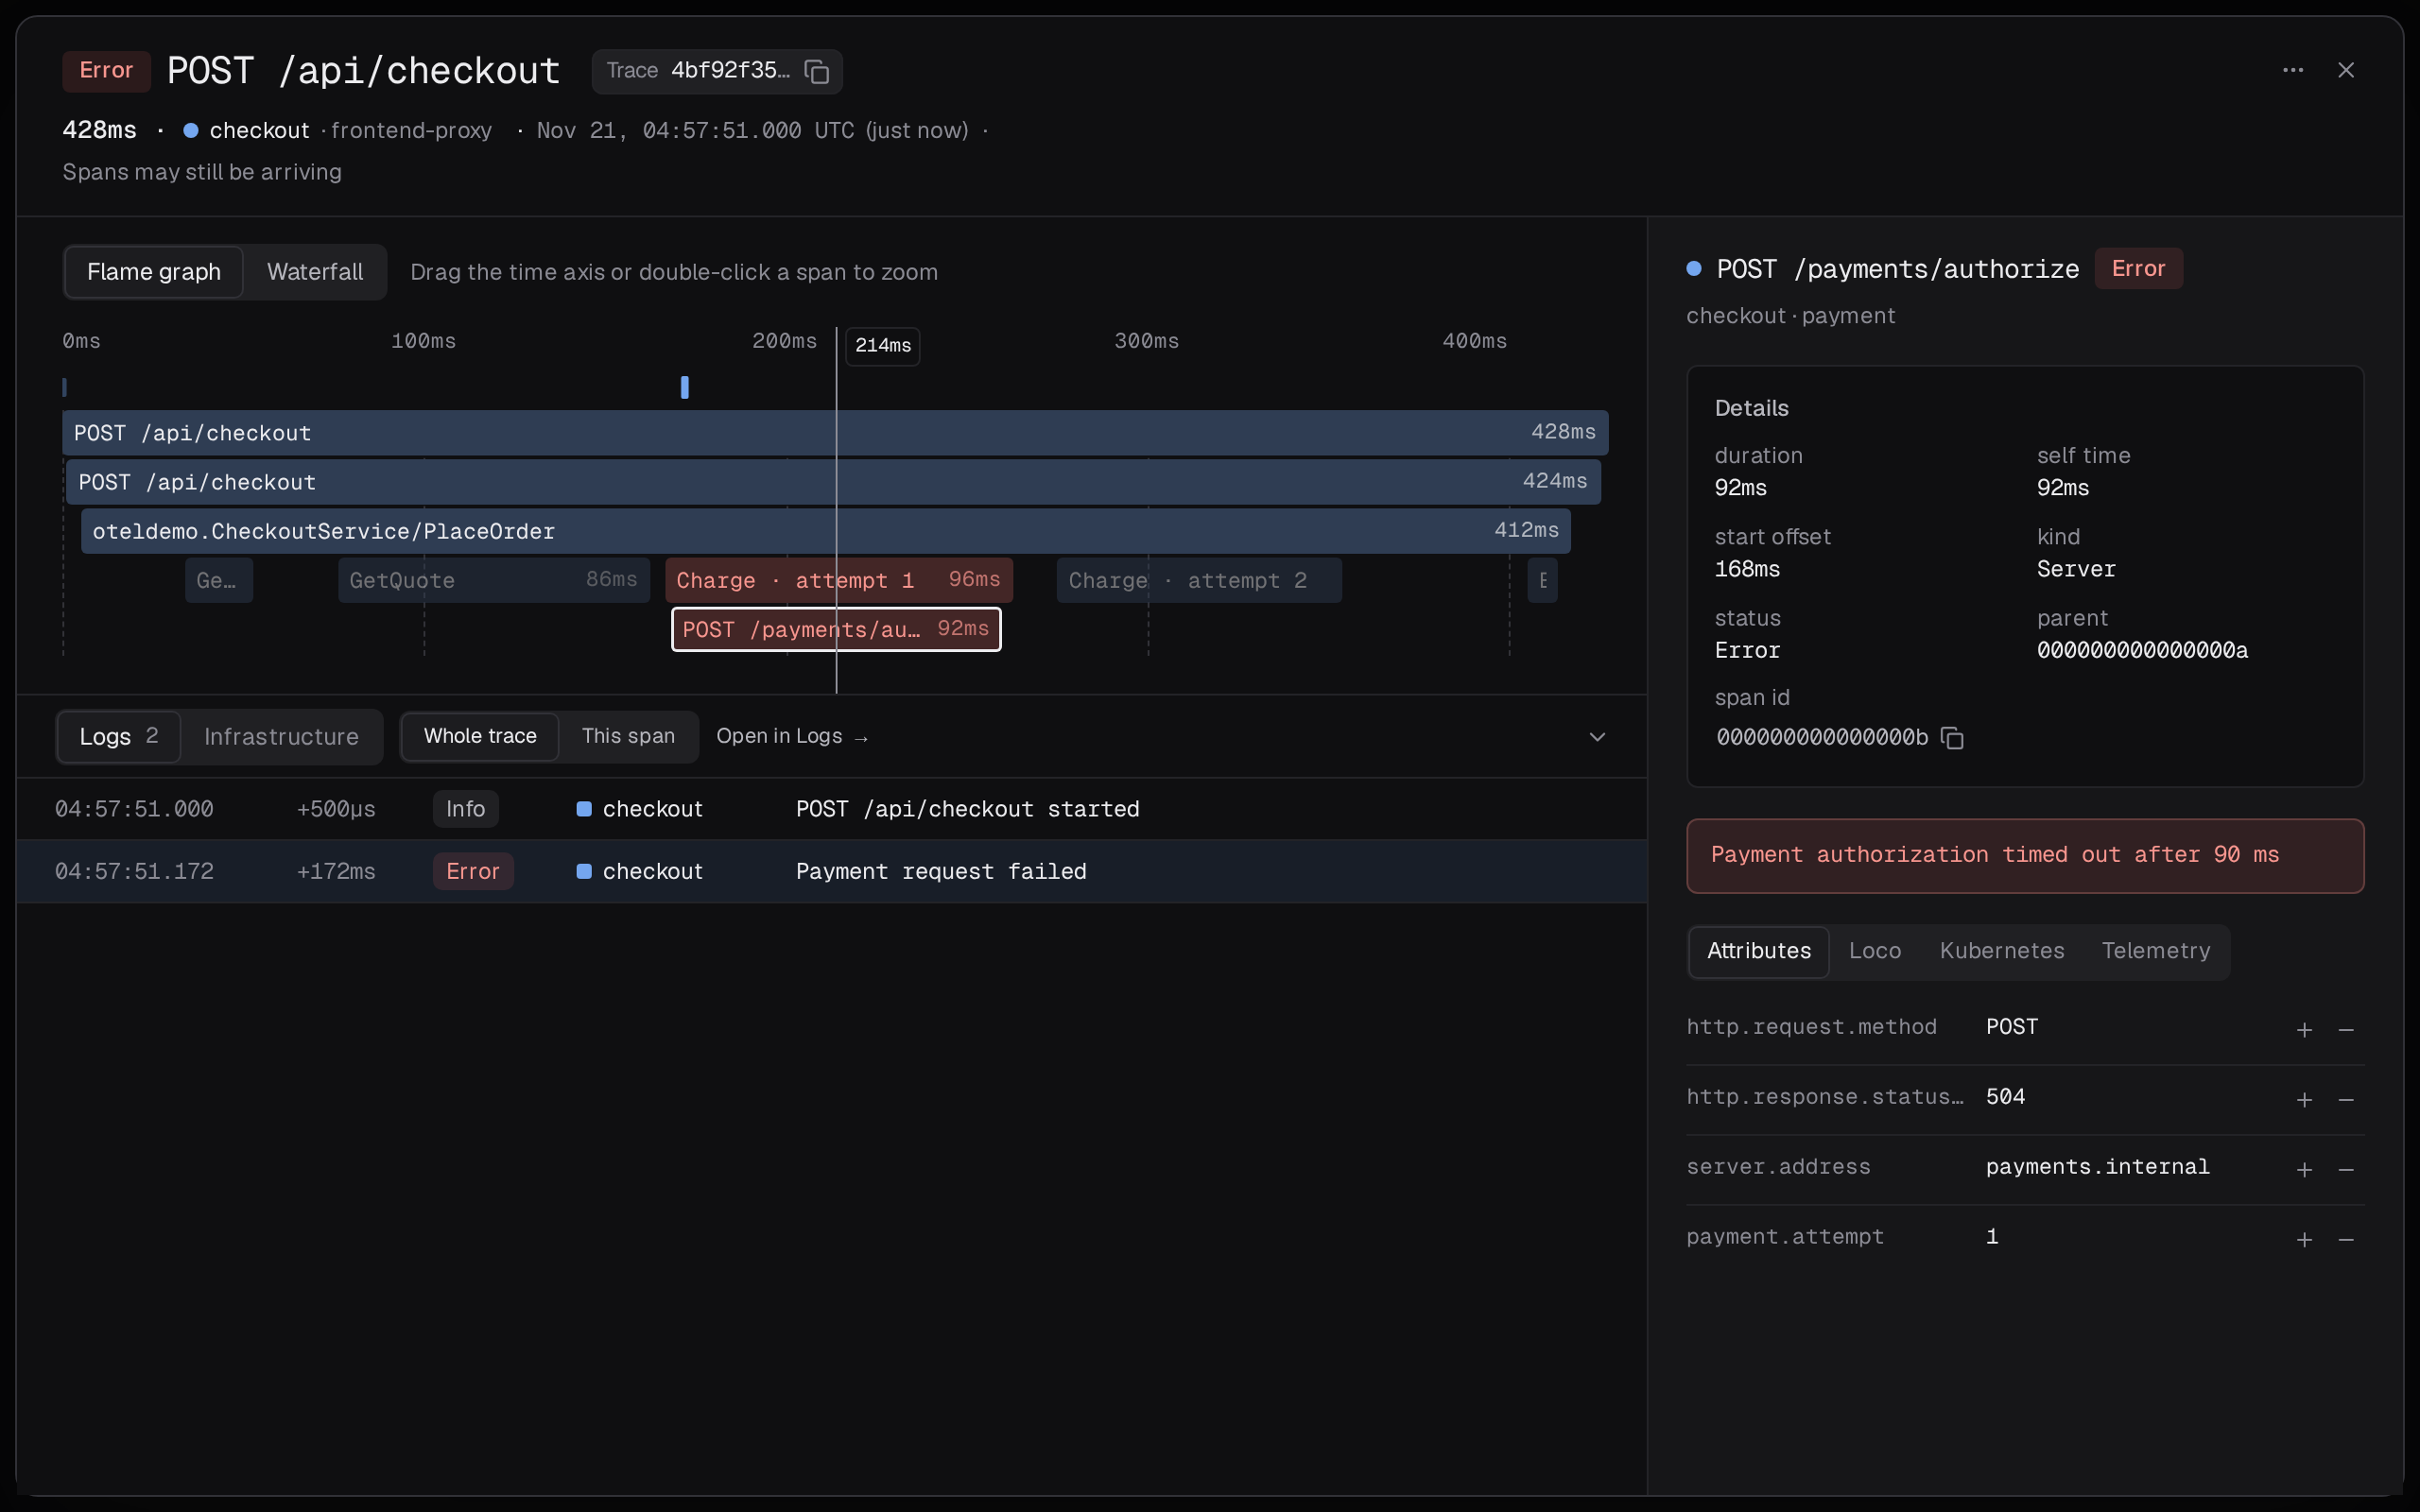 Error POST /api/checkout Trace 4bf92f35…
428ms · checkout · frontend-proxy · Nov 21, 04:57:51.000 UTC (just now) ·
Spans may still be arriving
Flame graph Waterfall Drag the time axis or double-click a span to zoom
0ms 100ms 200ms 214ms 300ms 400ms
POST /api/checkout 428ms
POST /api/checkout 424ms
oteldemo.CheckoutService/PlaceOrder 412ms
Ge… GetQuote 86ms Charge · attempt 1 96ms Charge · attempt 2
POST /payments/au… 92ms
Logs 2 Infrastructure Whole trace This span Open in Logs →
04:57:51.000 +500µs Info checkout POST /api/checkout started
04:57:51.172 +172ms Error checkout Payment request failed
POST /payments/authorize Error
checkout · payment
Details
duration self time
92ms 92ms
start offset kind
168ms Server
status parent
Error 000000000000000a
span id
000000000000000b
Payment authorization timed out after 90 ms
Attributes Loco Kubernetes Telemetry
http.request.method POST + −
http.response.status… 504 + −
server.address payments.internal + −
payment.attempt 1 + −